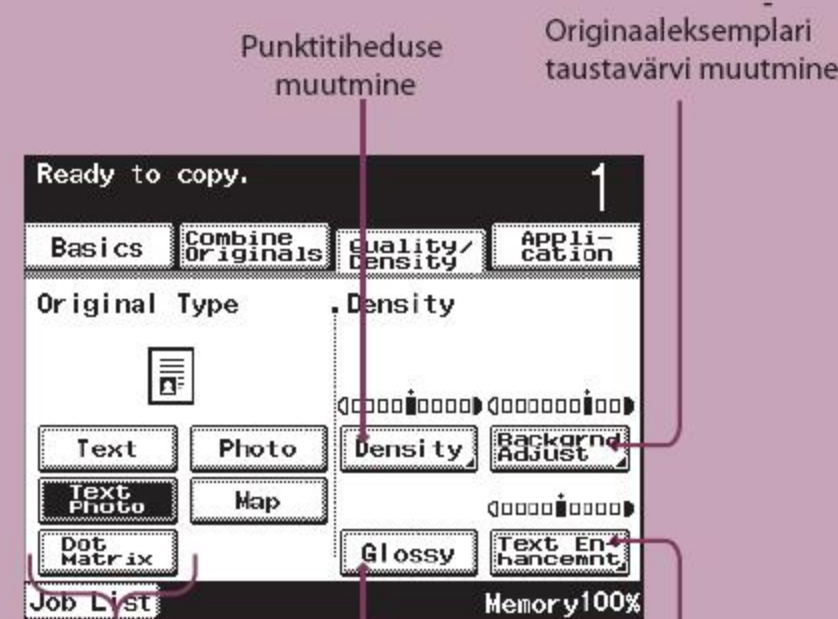 Punktitiheduse
muutmine
Originaaleksemplari
taustavärvi muutmine
Ready to copy.
1
Basics
Combine
Originals
Quality/
Density
Appli-
cation
Original Type
Density
Text
Photo
Density
Backgrnd
Adjust
Text
Photo
Map
Dot
Matrix
Glossy
Text En-
hancemnt
Job List
Memory100%